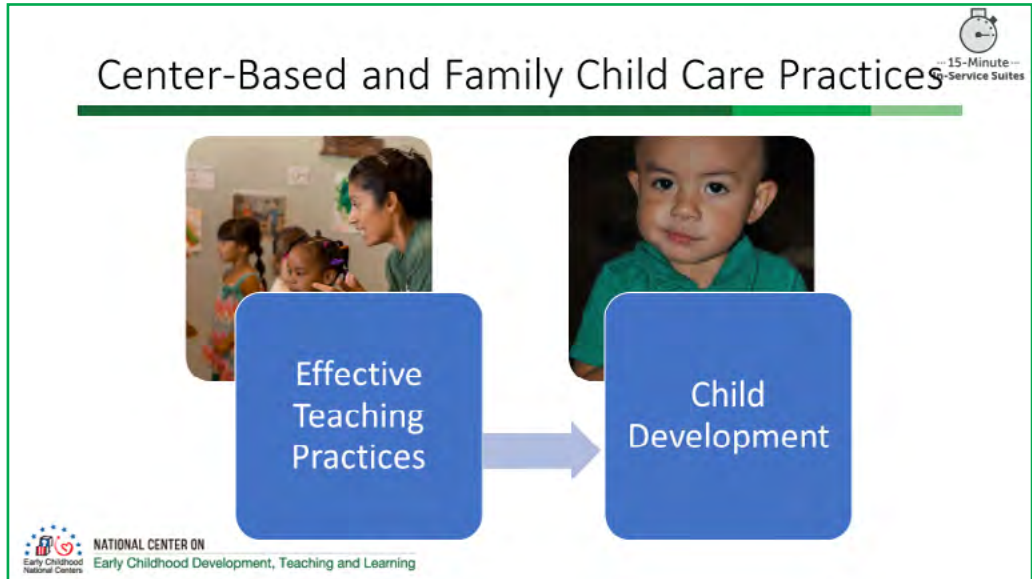 15-Minute
In-Service Suites
Center-Based and Family Child Care Practices
Effective
Teaching
Practices
Child
Development
Early Childhood
National Centers
NATIONAL CENTER ON
Early Childhood Development, Teaching and Learning